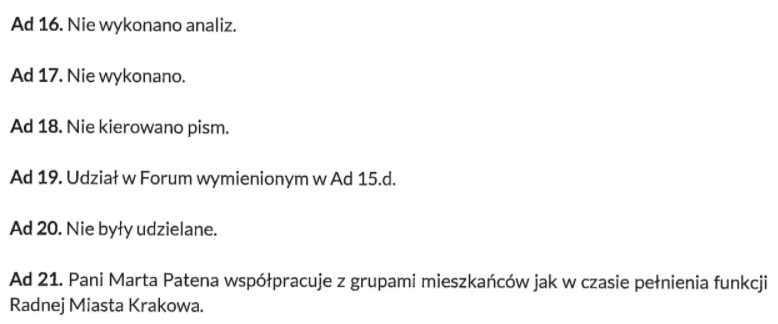 Ad 16. Nie wykonano analiz.
Ad 17. Nie wykonano.
Ad 18. Nie kierowano pism.
Ad 19. Udział w Forum wymienionym w Ad 15.d.
Ad 20. Nie były udzielane.
Ad 21. Pani Marta Patena współpracuje z grupami mieszkańców jak w czasie pełnienia funkcji
Radnej Miasta Krakowa.